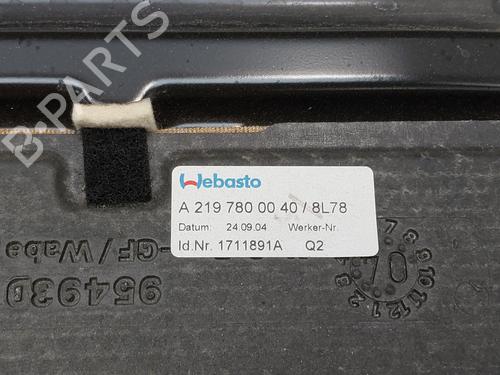 B-PARTS
Webasto
A 219 780 00 40 / 8L78
Datum: 24.09.04 Werker-Nr.
Id.Nr. 1711891A Q2
-GF/Wabe
95493D